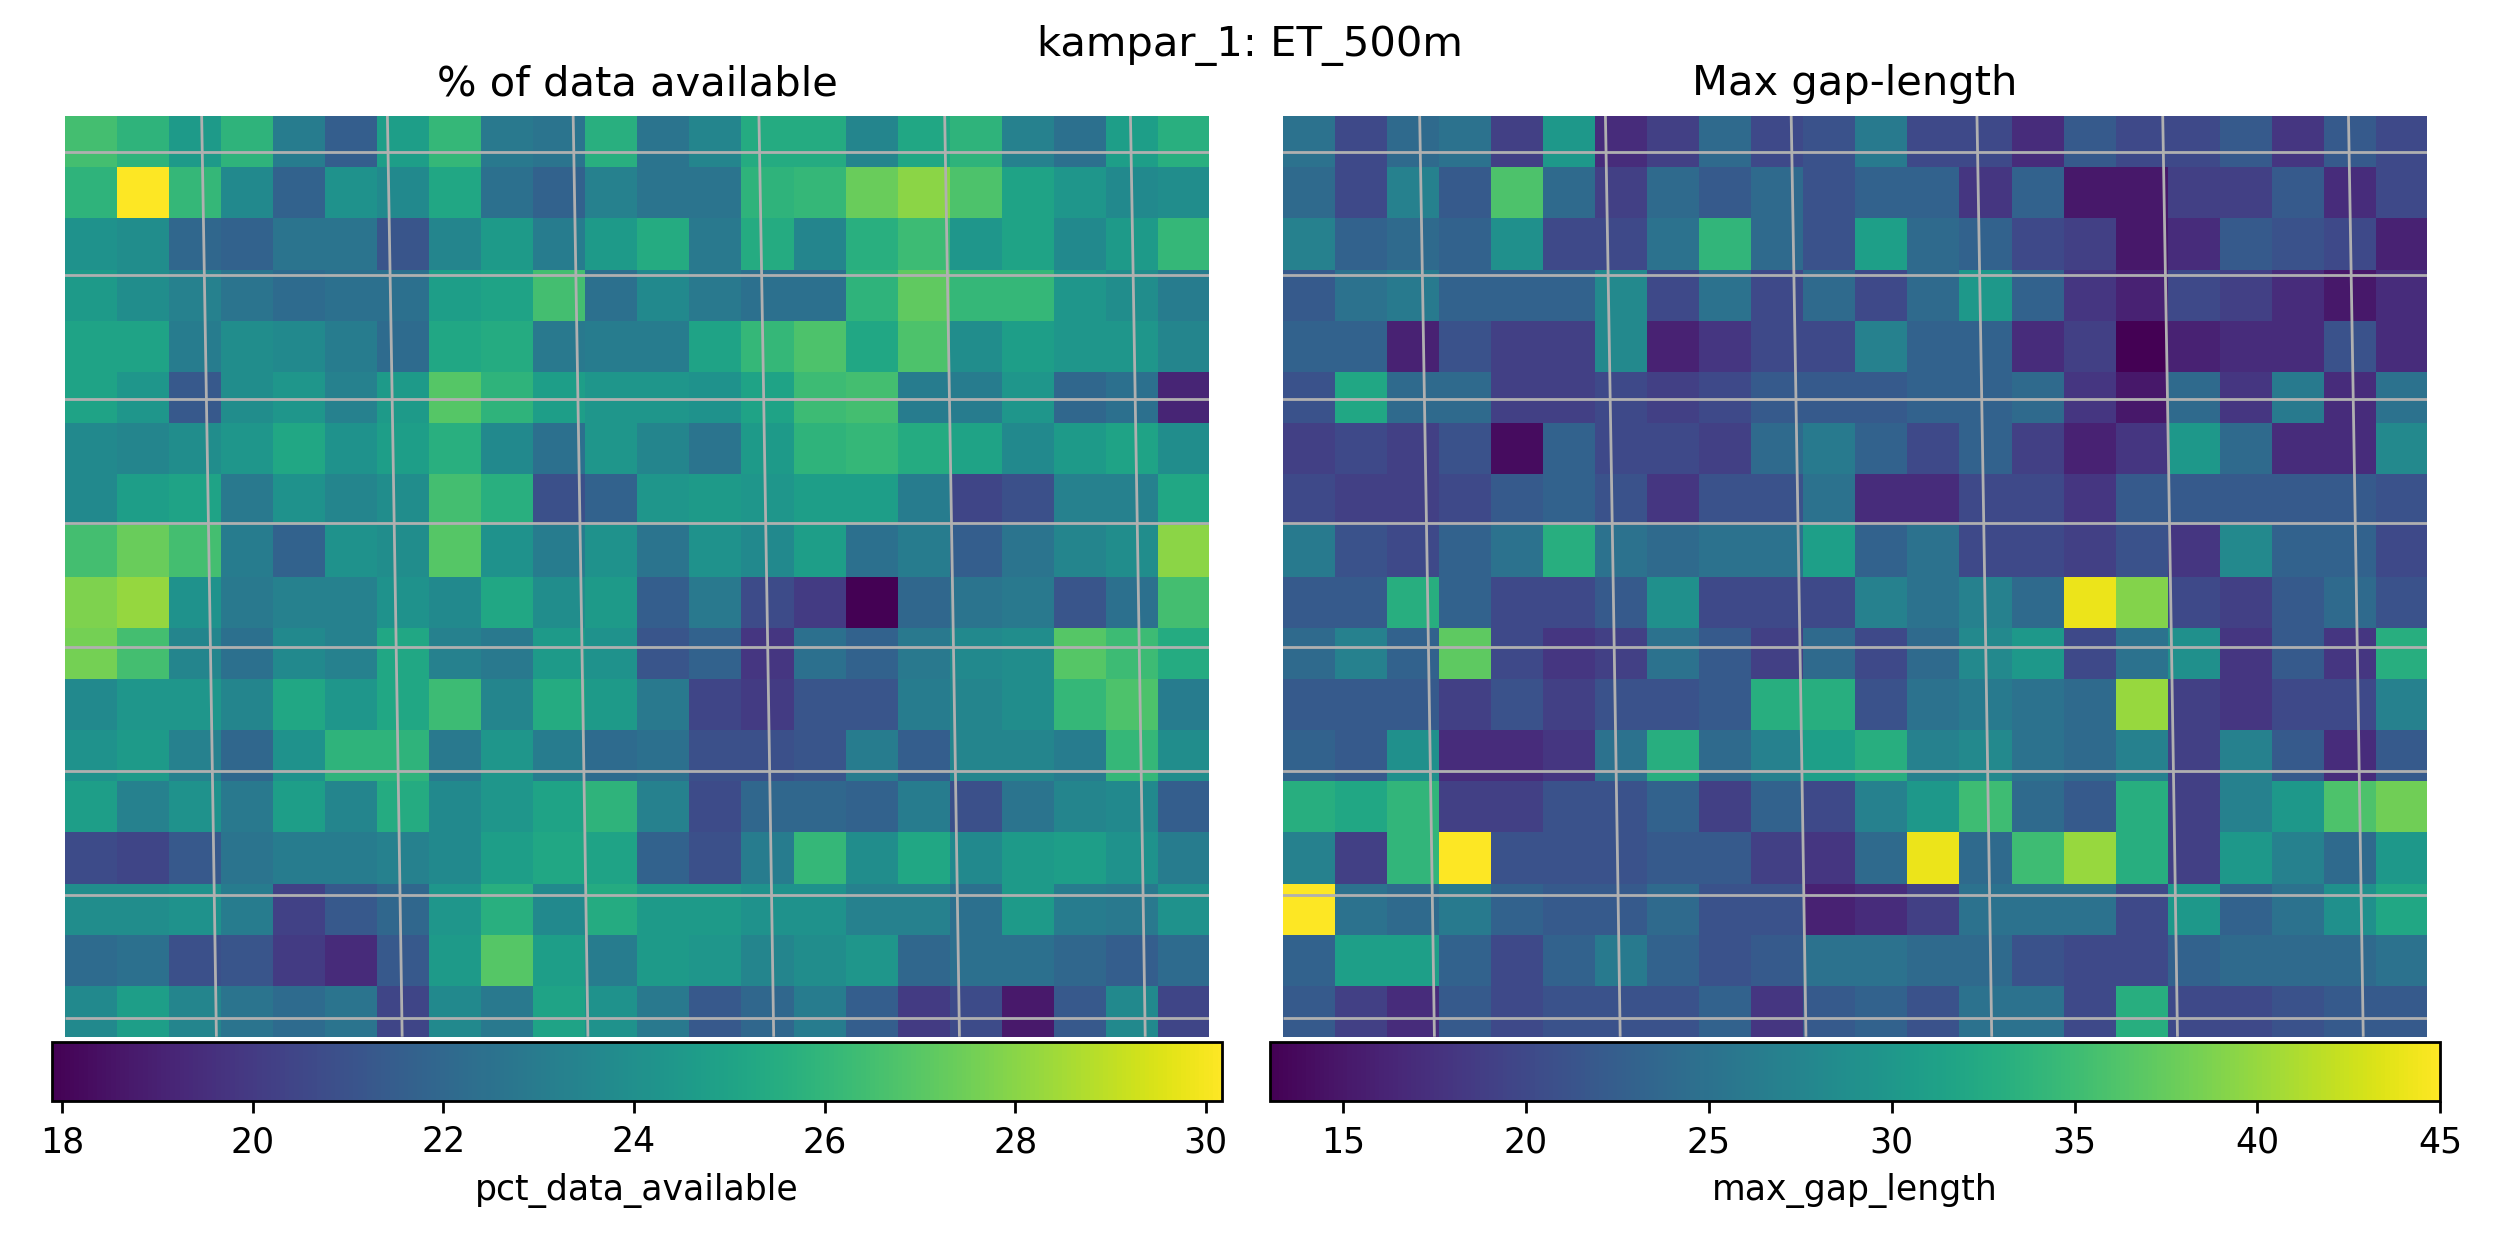 kampar_1: ET_500m
% of data available
Max gap-length
18 20 22 24 26 28 30
pct_data_available
15 20 25 30 35 40 45
max_gap_length